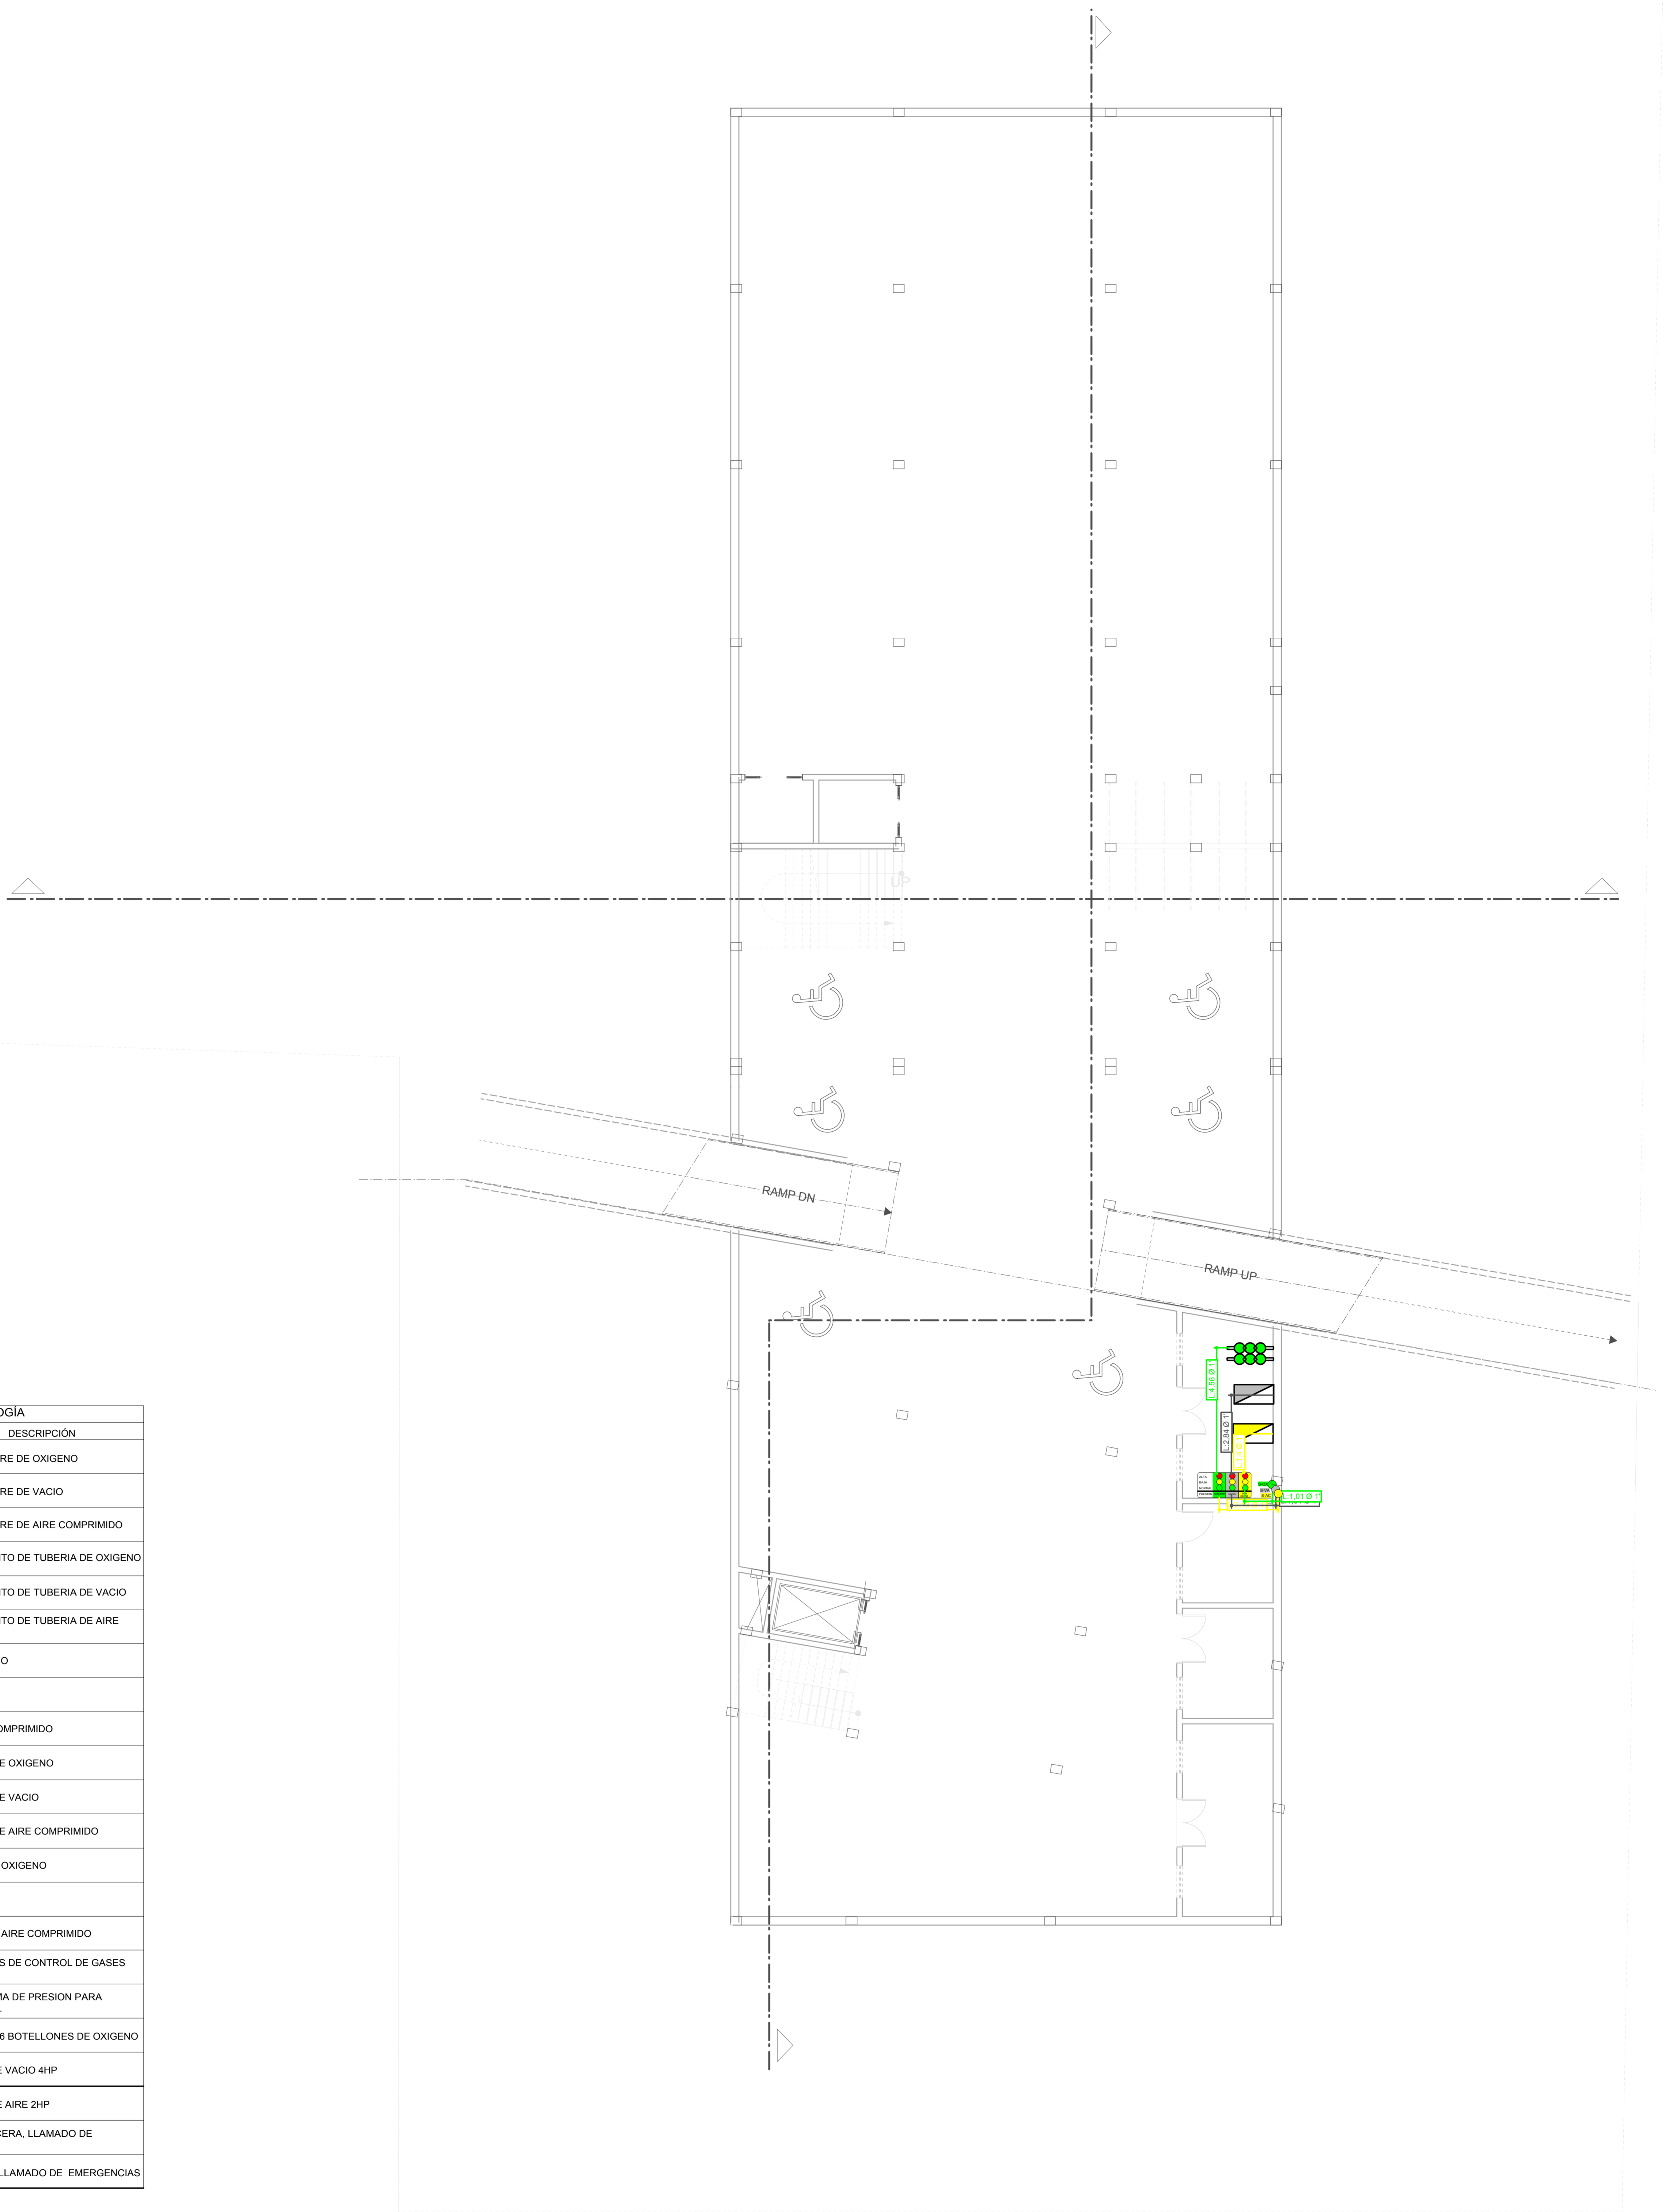 UP
RAMP DN
RAMP UP
L:4,56 Ø 1"
L:2,84 Ø 1"
ALTA
BAJA
NORMAL
L: 1,01 Ø 1"
OGÍA
DESCRIPCIÓN
RE DE OXIGENO
RE DE VACIO
RE DE AIRE COMPRIMIDO
TO DE TUBERIA DE OXIGENO
TO DE TUBERIA DE VACIO
TO DE TUBERIA DE AIRE
O
OMPRIMIDO
E OXIGENO
E VACIO
E AIRE COMPRIMIDO
OXIGENO
AIRE COMPRIMIDO
S DE CONTROL DE GASES
MA DE PRESION PARA
6 BOTELLONES DE OXIGENO
E VACIO 4HP
E AIRE 2HP
CERA, LLAMADO DE
LLAMADO DE EMERGENCIAS